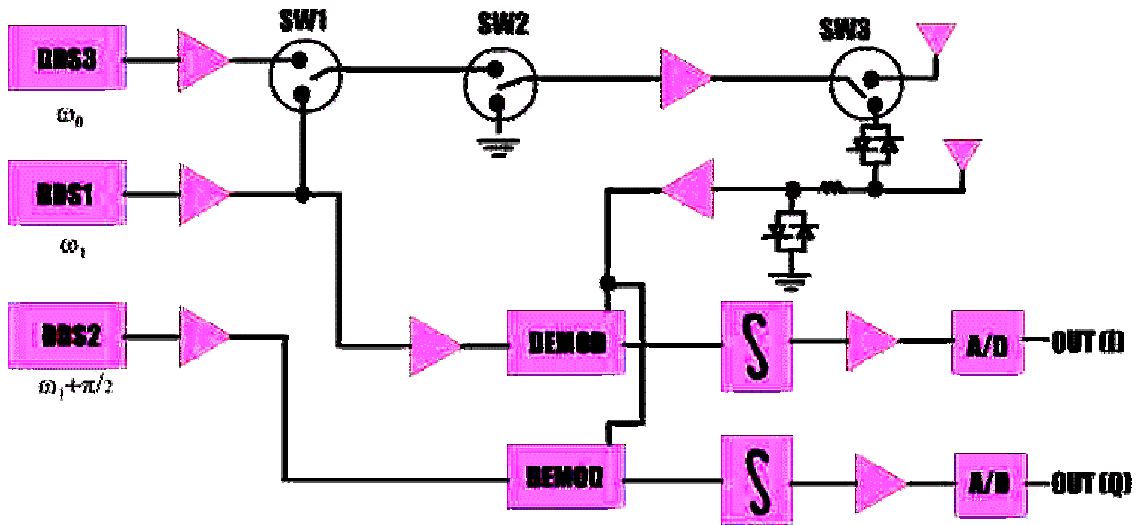 SW1
SW2
SW3
DDS3
ω0
DDS1
ω1
DDS2
ω1+π/2
DEMOD
∫
A/D
OUT (I)
DEMOD
∫
A/D
OUT (Q)